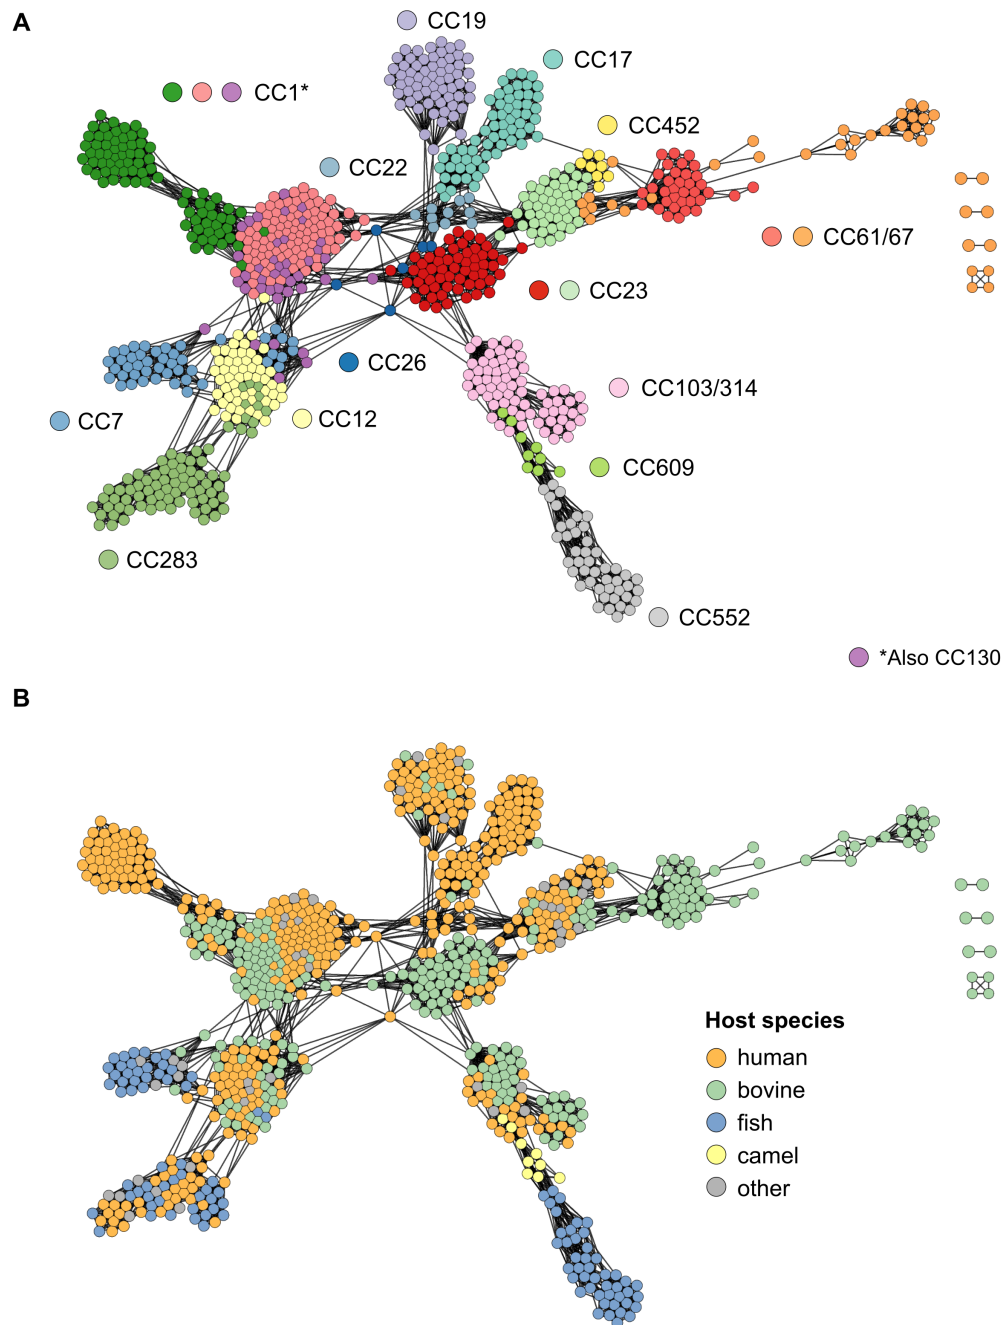 A
CC19
CC17
CC1*
CC452
CC22
CC61/67
CC23
CC26
CC103/314
CC7
CC12
CC609
CC283
CC552
*Also CC130
B
Host species
human
bovine
fish
camel
other